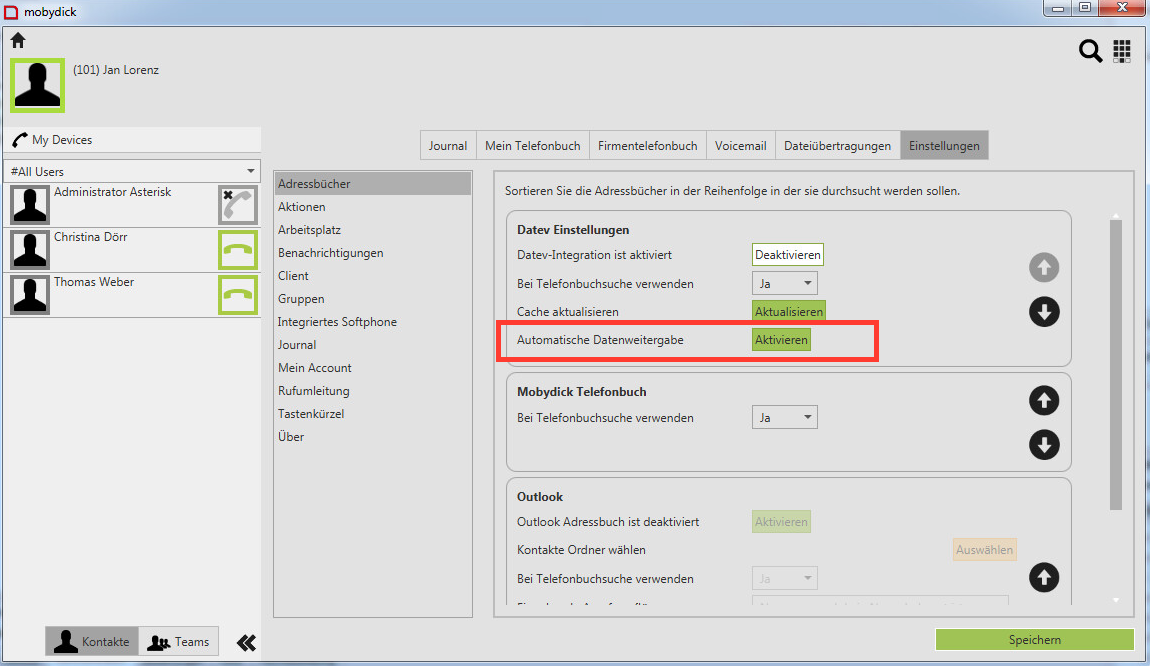 mobydick
(101) Jan Lorenz
My Devices
#All Users
Administrator Asterisk
Christina Dörr
Thomas Weber
Kontakte
Teams
Journal
Mein Telefonbuch
Firmentelefonbuch
Voicemail
Dateiübertragungen
Einstellungen
Adressbücher
Aktionen
Arbeitsplatz
Benachrichtigungen
Client
Gruppen
Integriertes Softphone
Journal
Mein Account
Rufumleitung
Tastenkürzel
Über
Sortieren Sie die Adressbücher in der Reihenfolge in der sie durchsucht werden sollen.
Datev Einstellungen
Datev-Integration ist aktiviert Deaktivieren
Bei Telefonbuchsuche verwenden Ja
Cache aktualisieren Aktualisieren
Automatische Datenweitergabe Aktivieren
Mobydick Telefonbuch
Bei Telefonbuchsuche verwenden Ja
Outlook
Outlook Adressbuch ist deaktiviert Aktivieren
Kontakte Ordner wählen Auswählen
Bei Telefonbuchsuche verwenden Ja
Speichern